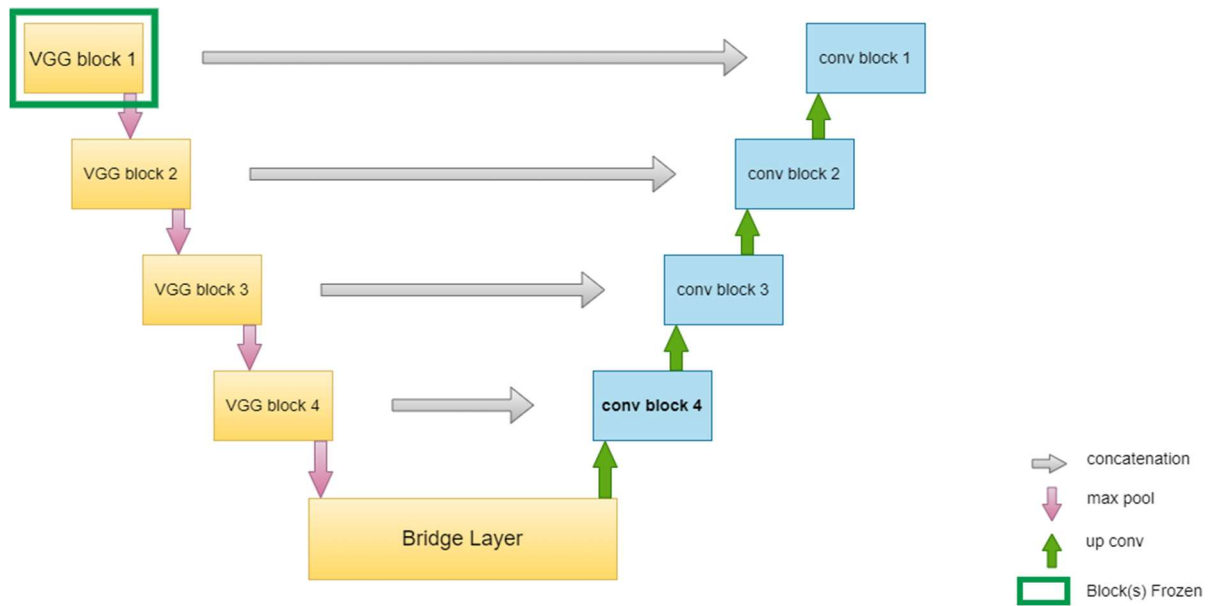 VGG block 1
conv block 1
VGG block 2
conv block 2
VGG block 3
conv block 3
VGG block 4
conv block 4
Bridge Layer
concatenation
max pool
up conv
Block(s) Frozen